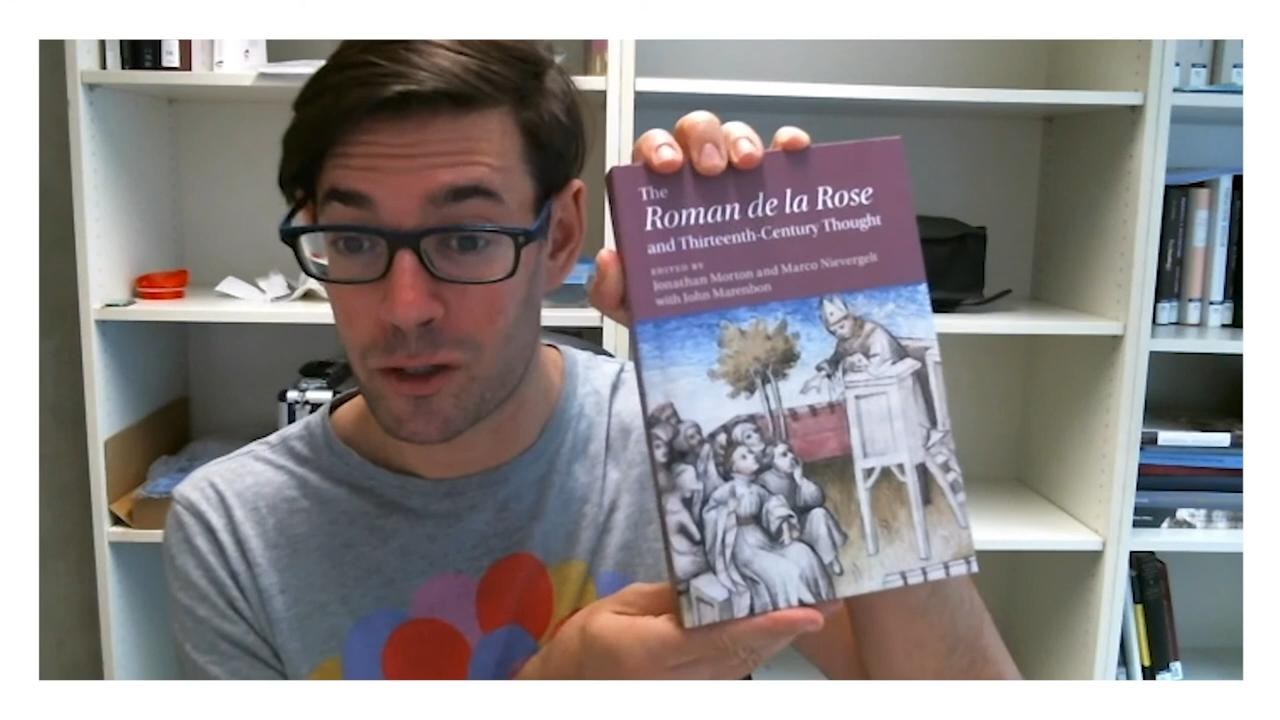 The
Roman de la Rose
and Thirteenth-Century Thought
EDITED BY
Jonathan Morton and Marco Nievergelt
with John Marenbon